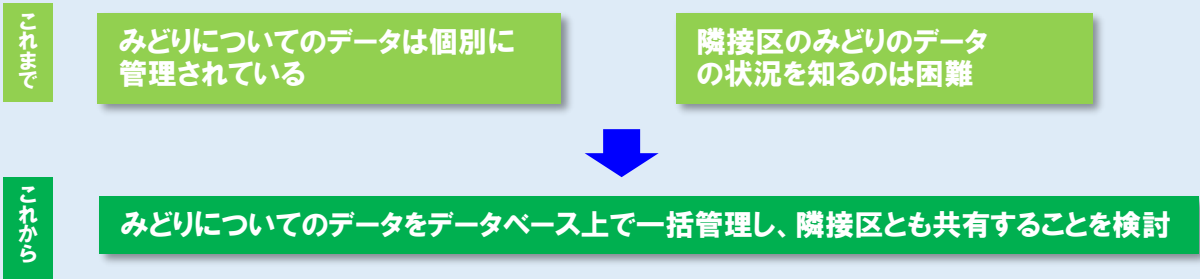 これまで
みどりについてのデータは個別に
管理されている
隣接区のみどりのデータ
の状況を知るのは困難
これから
みどりについてのデータをデータベース上で一括管理し、隣接区とも共有することを検討